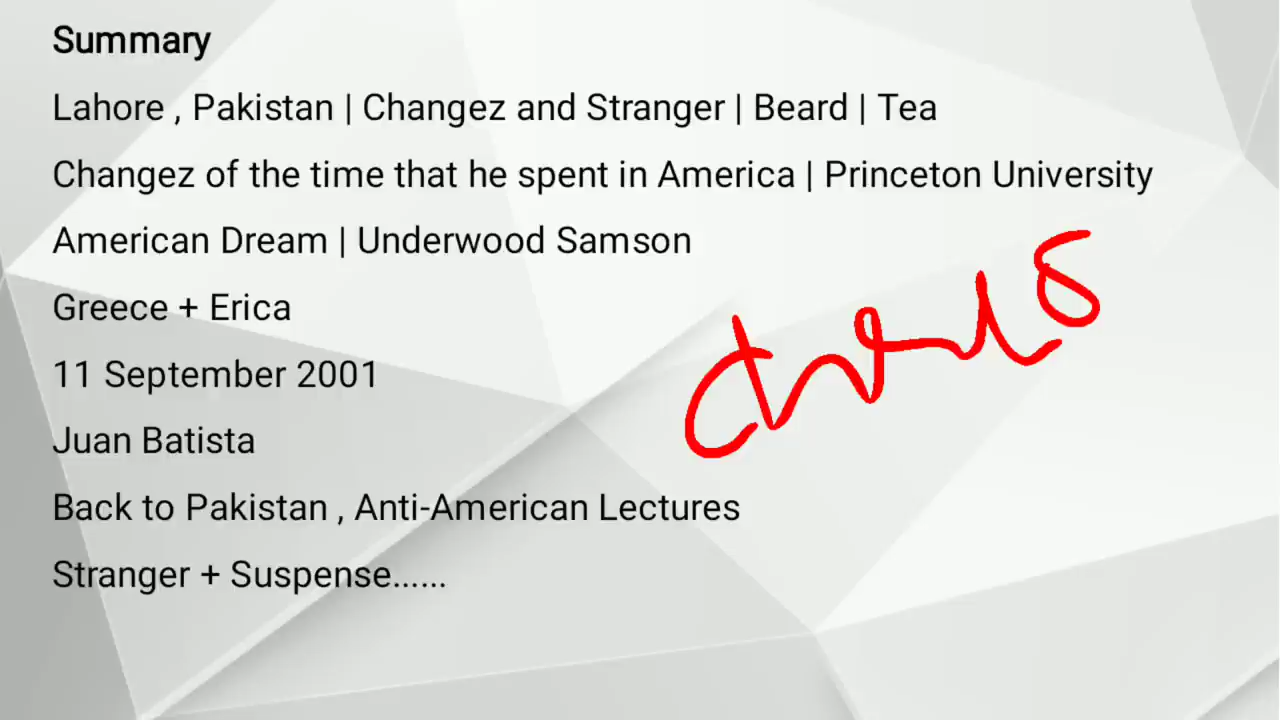 Summary
Lahore , Pakistan | Changez and Stranger | Beard | Tea
Changez of the time that he spent in America | Princeton University
American Dream | Underwood Samson
Greece + Erica
11 September 2001
Juan Batista
Back to Pakistan , Anti-American Lectures
Stranger + Suspense......